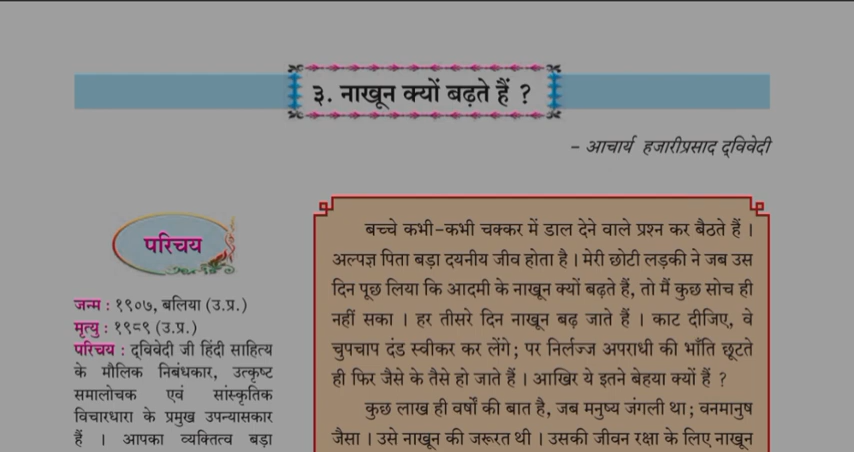 ३. नाखून क्यों बढ़ते हैं ?
– आचार्य हजारीप्रसाद द्विवेदी
परिचय
जन्म : १९०७, बलिया (उ.प्र.)
मृत्यु : १९८९ (उ.प्र.)
परिचय : द्विवेदी जी हिंदी साहित्य
के मौलिक निबंधकार, उत्कृष्ट
समालोचक एवं सांस्कृतिक
विचारधारा के प्रमुख उपन्यासकार
हैं । आपका व्यक्तित्व बड़ा
बच्चे कभी-कभी चक्कर में डाल देने वाले प्रश्न कर बैठते हैं ।
अल्पज्ञ पिता बड़ा दयनीय जीव होता है । मेरी छोटी लड़की ने जब उस
दिन पूछ लिया कि आदमी के नाखून क्यों बढ़ते हैं, तो मैं कुछ सोच ही
नहीं सका । हर तीसरे दिन नाखून बढ़ जाते हैं । काट दीजिए, वे
चुपचाप दंड स्वीकार कर लेंगे; पर निर्लज्ज अपराधी की भाँति छूटते
ही फिर जैसे के तैसे हो जाते हैं । आखिर ये इतने बेहया क्यों हैं ?
कुछ लाख ही वर्षों की बात है, जब मनुष्य जंगली था; वनमानुष
जैसा । उसे नाखून की जरूरत थी । उसकी जीवन रक्षा के लिए नाखून